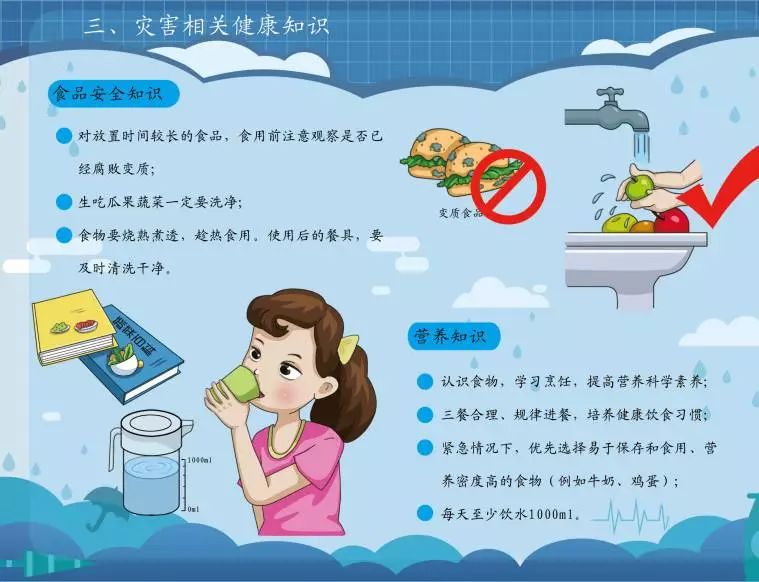 三、灾害相关健康知识
食品安全知识
对放置时间较长的食品，食用前注意观察是否已
经腐败变质；
生吃瓜果蔬菜一定要洗净；
食物要烧熟煮透，趁热食用。使用后的餐具，要
及时清洗干净。
变质食品
1000ml
0ml
营养知识
认识食物，学习烹饪，提高营养科学素养；
三餐合理、规律进餐，培养健康饮食习惯；
紧急情况下，优先选择易于保存和食用、营
养密度高的食物（例如牛奶、鸡蛋）；
每天至少饮水1000ml。